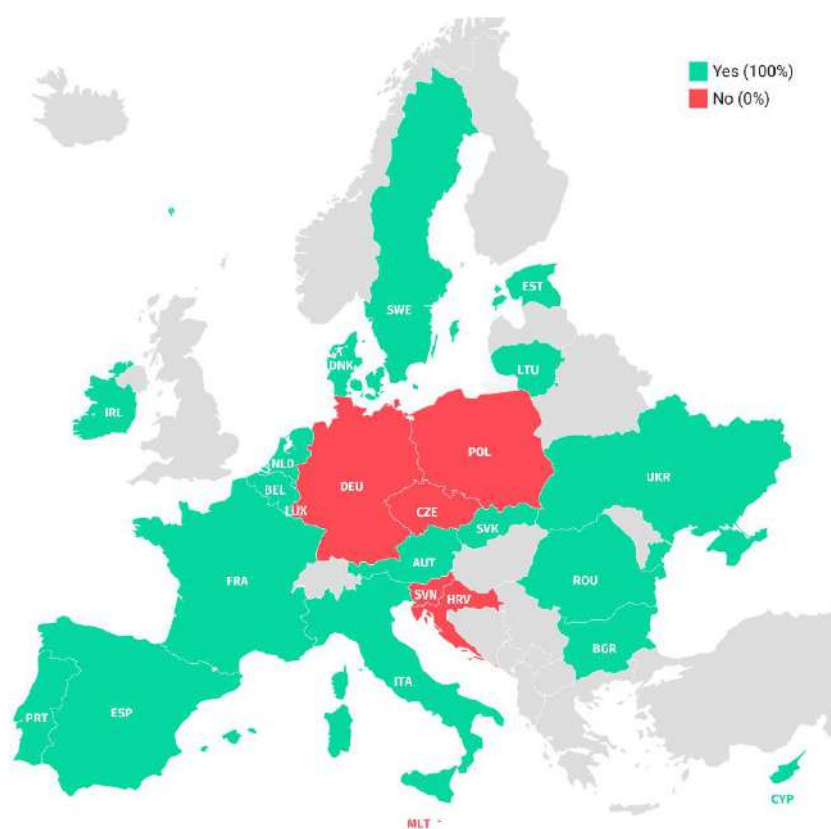 Yes (100%)
No (0%)
SWE
EST
DNK
LTU
IRL
NLD
POL
UKR
DEU
BEL
LUX
CZE
SVK
AUT
FRA
ROU
SVN
HRV
BGR
ITA
PRT
ESP
CYP
MLT